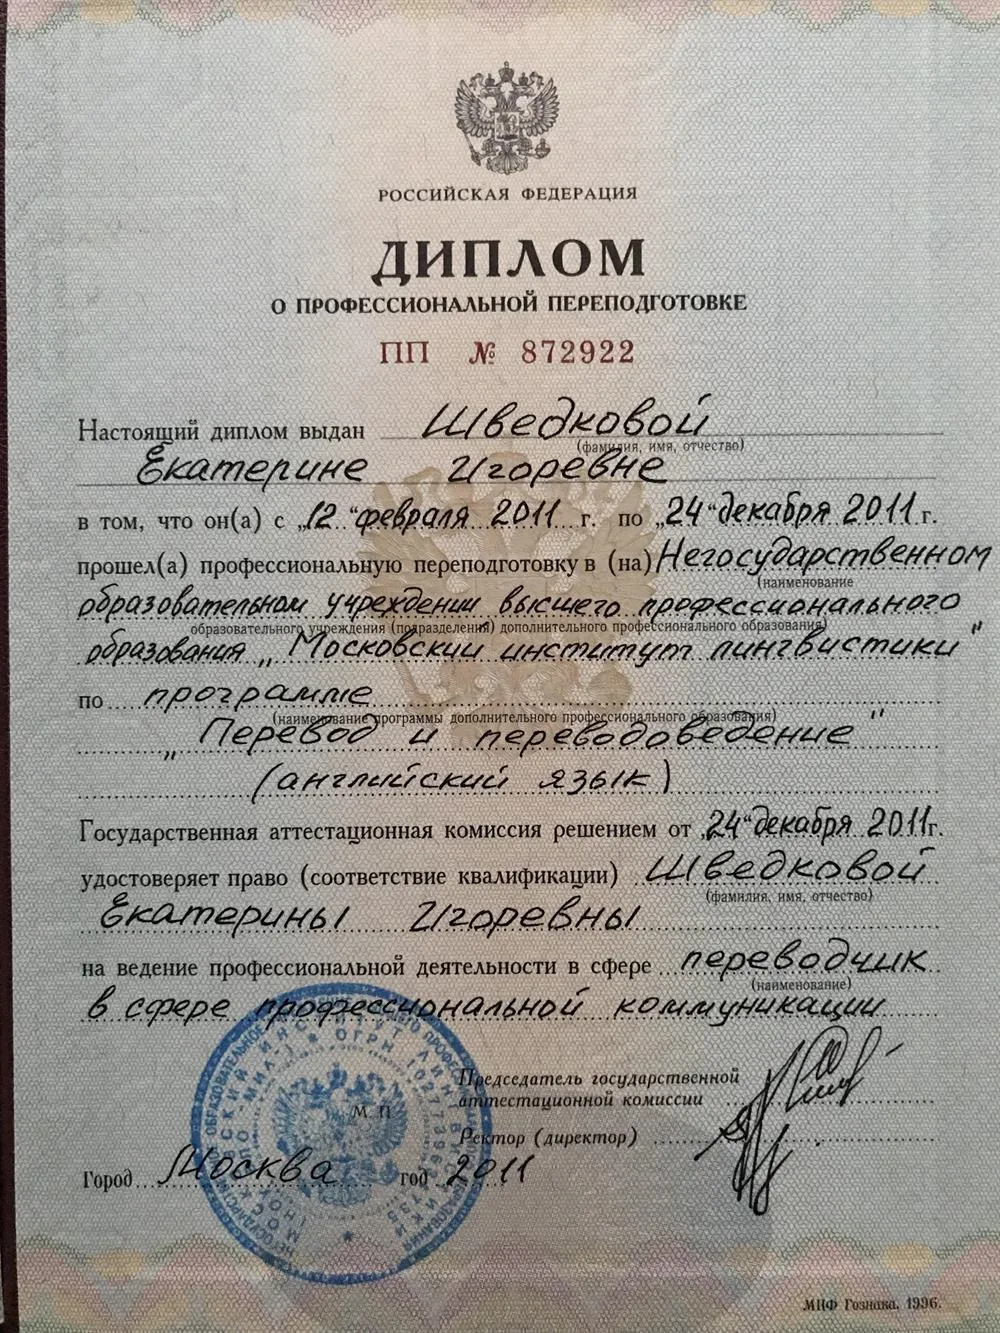 РОССИЙСКАЯ ФЕДЕРАЦИЯ
ДИПЛОМ
О ПРОФЕССИОНАЛЬНОЙ ПЕРЕПОДГОТОВКЕ
ПП № 872922
Настоящий диплом выдан Шведковой
(фамилия, имя, отчество)
Екатерине Игоревне
в том, что он(а) с „12“ февраля 2011 г. по „24“ декабря 2011 г.
прошел(а) профессиональную переподготовку в (на) Негосударственном
(наименование
образовательном учреждении высшего профессионального
образовательного учреждения (подразделения) дополнительного профессионального образования)
образования „Московский институт лингвистики"
по программе
(наименование программы дополнительного профессионального образования)
„Перевод и переводоведение"
(английский язык)
Государственная аттестационная комиссия решением от „24“ декабря 2011г.
удостоверяет право (соответствие квалификации) Шведковой
(фамилия, имя, отчество)
Екатерины Игоревны
на ведение профессиональной деятельности в сфере переводчик
(наименование)
в сфере профессиональной коммуникации
Председатель государственной
аттестационной комиссии
М. П.
Ректор (директор)
Город Москва год 2011
МПФ Гознака. 1996.